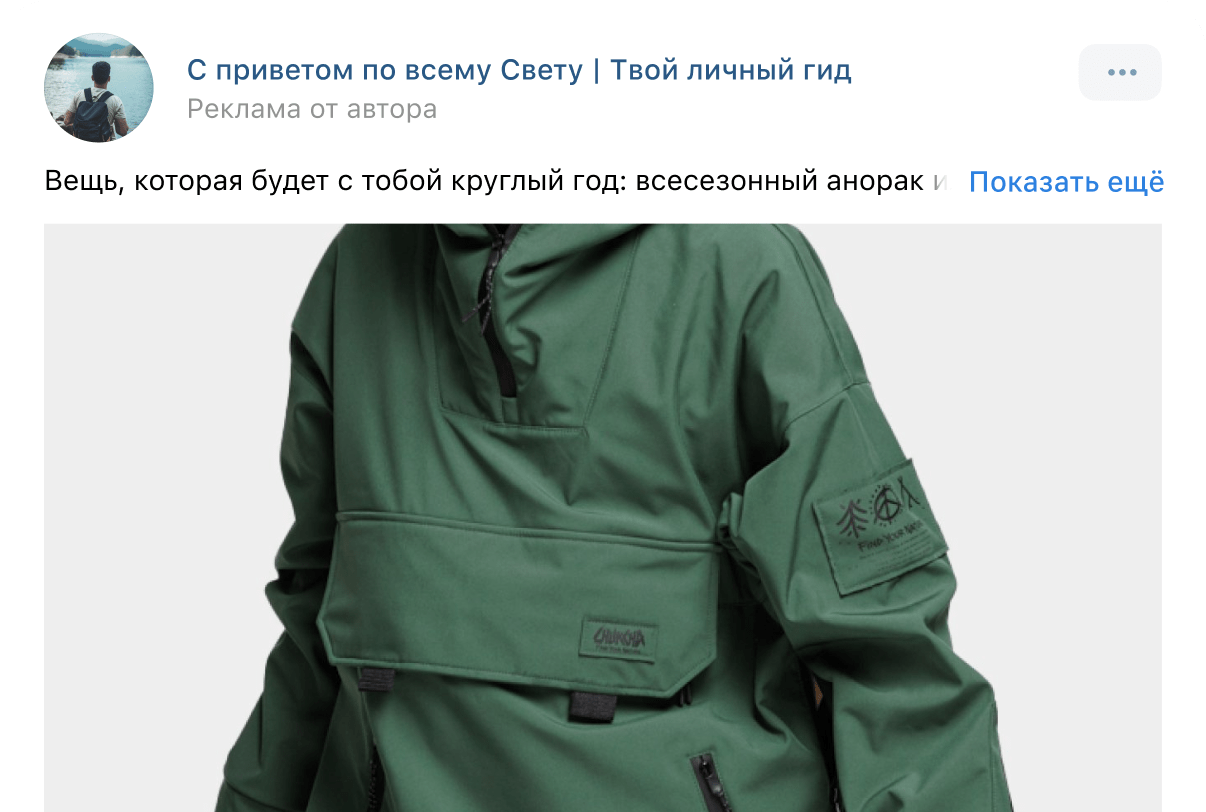 С приветом по всему Свету | Твой личный гид
Реклама от автора
Вещь, которая будет с тобой круглый год: всесезонный анорак и
Показать ещё
FIND YOUR
CHUKCHA